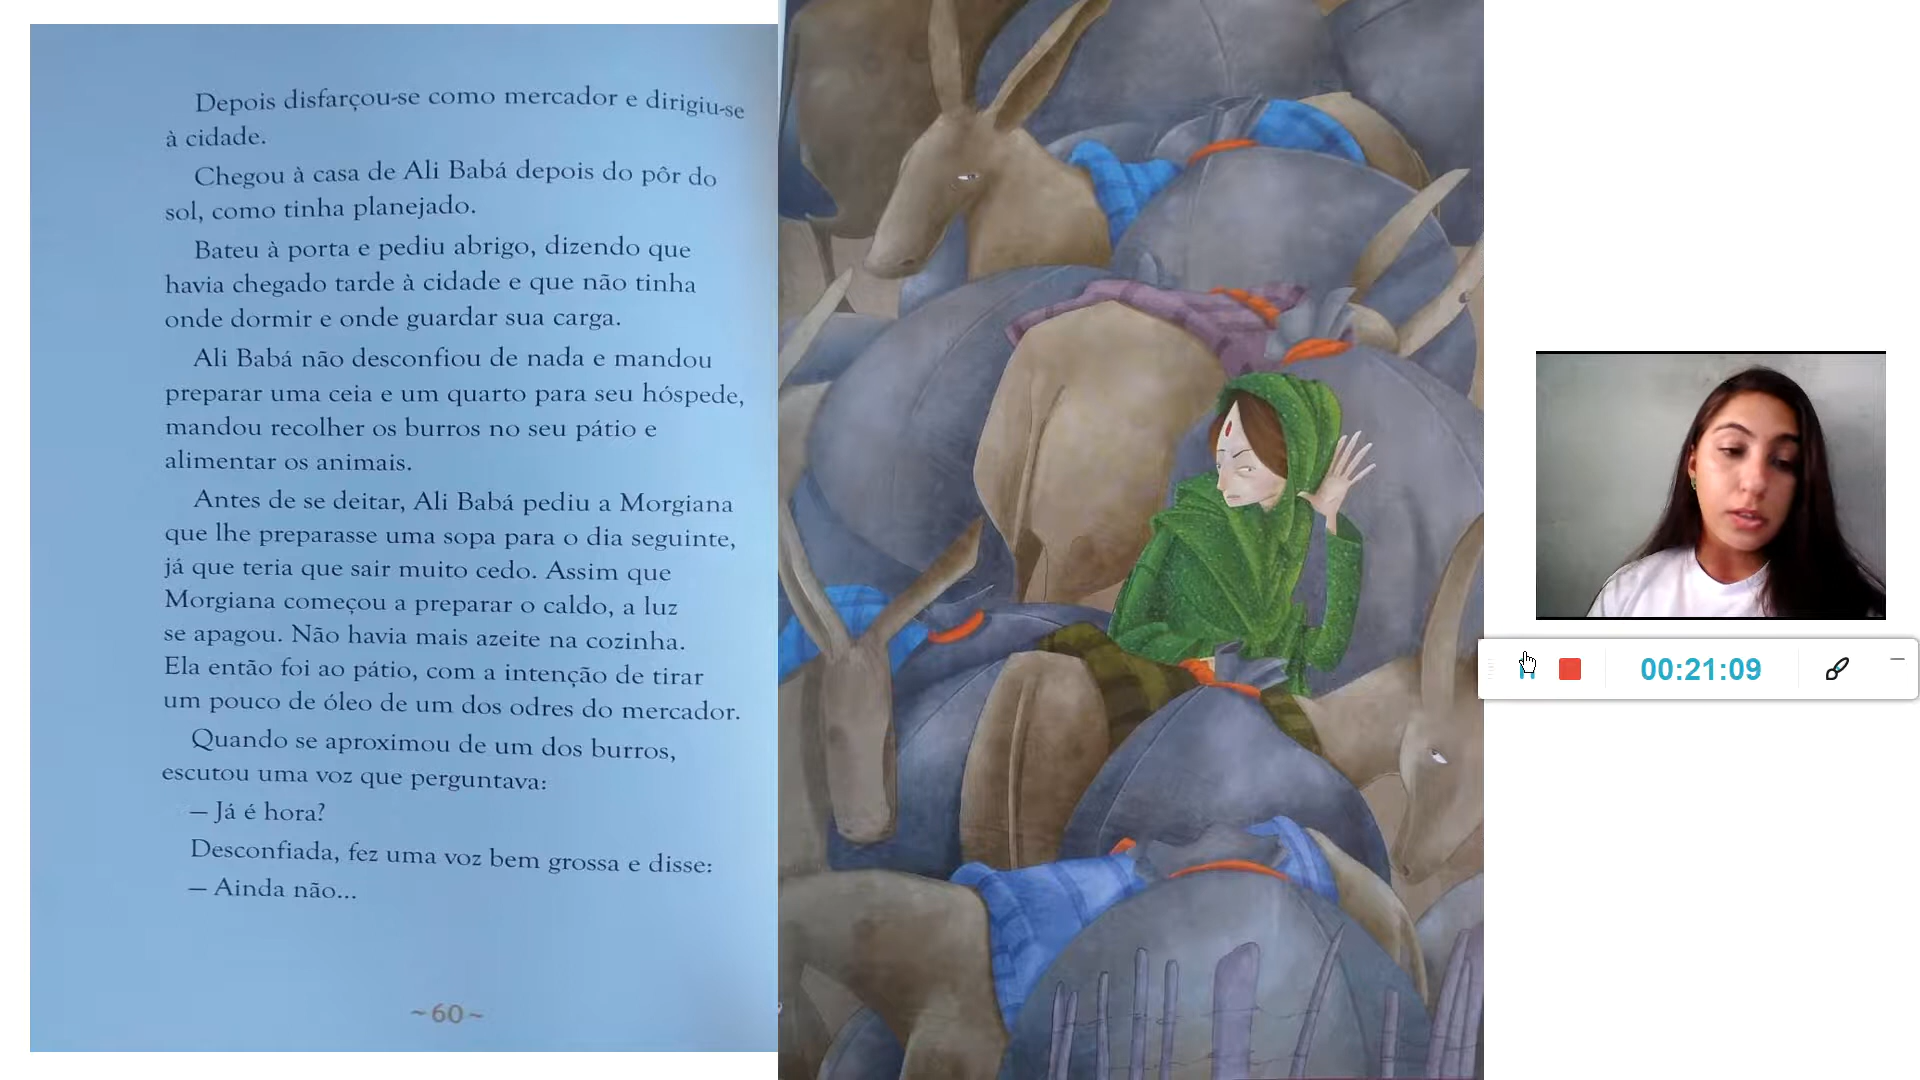 Depois disfarçou-se como mercador e dirigiu-se
à cidade.
Chegou à casa de Ali Babá depois do pôr do
sol, como tinha planejado.
Bateu à porta e pediu abrigo, dizendo que
havia chegado tarde à cidade e que não tinha
onde dormir e onde guardar sua carga.
Ali Babá não desconfiou de nada e mandou
preparar uma ceia e um quarto para seu hóspede,
mandou recolher os burros no seu pátio e
alimentar os animais.
Antes de se deitar, Ali Babá pediu a Morgiana
que lhe preparasse uma sopa para o dia seguinte,
já que teria que sair muito cedo. Assim que
Morgiana começou a preparar o caldo, a luz
se apagou. Não havia mais azeite na cozinha.
Ela então foi ao pátio, com a intenção de tirar
um pouco de óleo de um dos odres do mercador.
Quando se aproximou de um dos burros,
escutou uma voz que perguntava:
— Já é hora?
Desconfiada, fez uma voz bem grossa e disse:
— Ainda não...
~60~
00:21:09